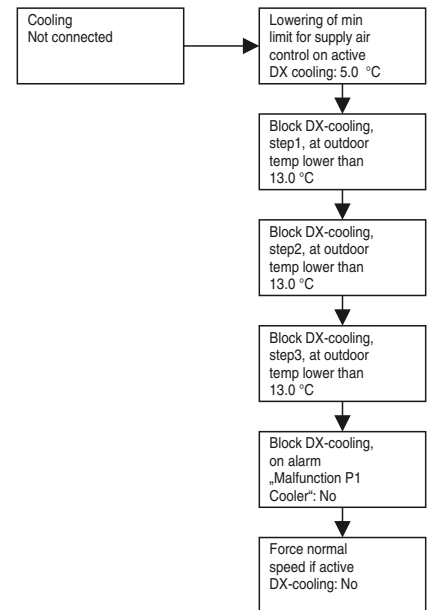 Cooling
Not connected
Lowering of min
limit for supply air
control on active
DX cooling: 5.0 °C
Block DX-cooling,
step1, at outdoor
temp lower than
13.0 °C
Block DX-cooling,
step2, at outdoor
temp lower than
13.0 °C
Block DX-cooling,
step3, at outdoor
temp lower than
13.0 °C
Block DX-cooling,
on alarm
„Malfunction P1
Cooler“: No
Force normal
speed if active
DX-cooling: No